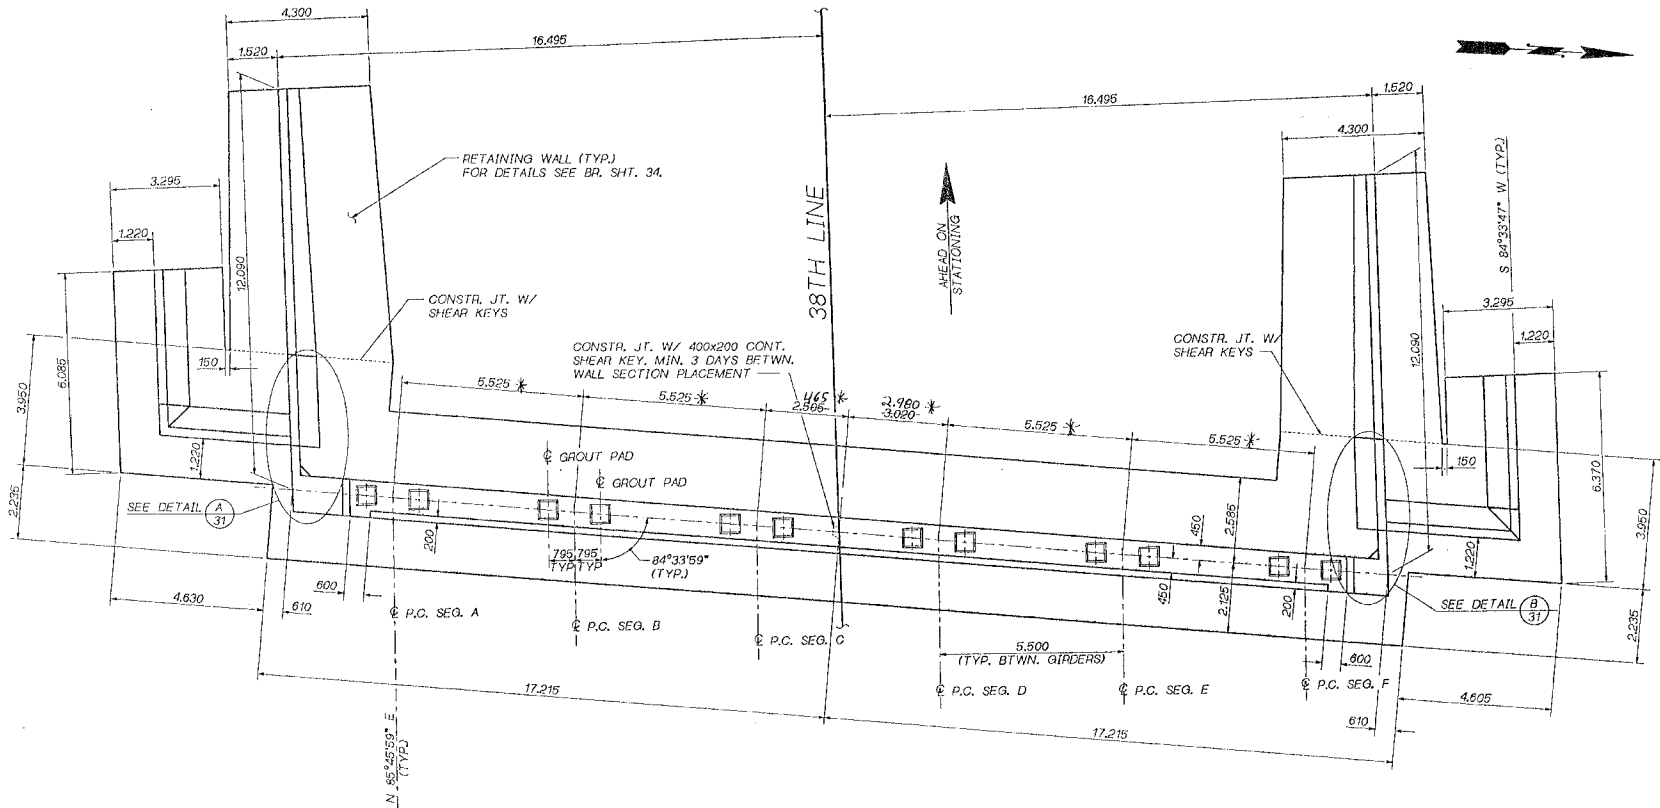 4.300
16.495
1.520
16.495
1.520
4.300
RETAINING WALL (TYP.)
FOR DETAILS SEE BR. SHT. 34.
38TH LINE
AHEAD ON
STATIONING
S 84°33'47" W (TYP.)
3.295
1.220
12.090
3.295
1.220
12.090
CONSTR. JT. W/
SHEAR KEYS
CONSTR. JT. W/ 400x200 CONT.
SHEAR KEY. MIN. 3 DAYS BETWN.
WALL SECTION PLACEMENT
CONSTR. JT. W/
SHEAR KEYS
150
6.085
3.950
5.525 *
5.525 *
465 *
2.506
2.980 *
3.020
5.525 *
5.525 *
150
6.370
3.950
℄ GROUT PAD
℄ GROUT PAD
1.220
2.235
SEE DETAIL A
31
200
795 795
TYP. TYP.
84°33'59"
(TYP.)
450
2.585
450
2.125
200
1.220
SEE DETAIL B
31
2.235
600
4.630
610
℄ P.C. SEG. A
℄ P.C. SEG. B
℄ P.C. SEG. C
5.500
(TYP. BTWN. GIRDERS)
600
℄ P.C. SEG. D
℄ P.C. SEG. E
℄ P.C. SEG. F
17.215
4.605
610
17.215
N 85°45'59" E
(TYP.)